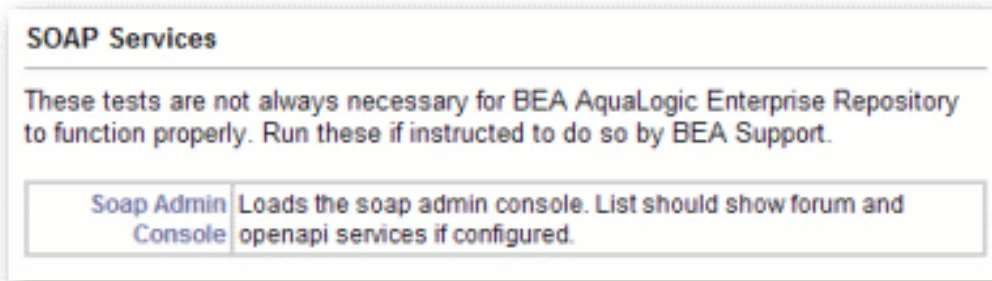 SOAP Services
These tests are not always necessary for BEA AquaLogic Enterprise Repository
to function properly. Run these if instructed to do so by BEA Support.
Soap Admin
Console
Loads the soap admin console. List should show forum and
openapi services if configured.